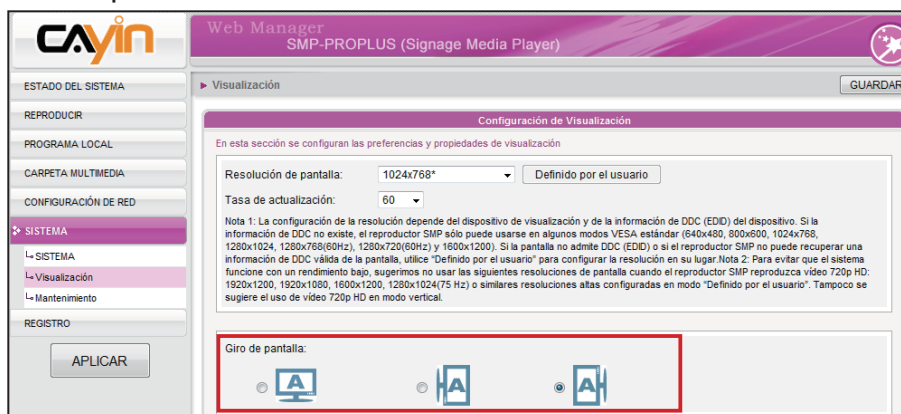 CAYIN
Web Manager
SMP-PROPLUS (Signage Media Player)
ESTADO DEL SISTEMA
REPRODUCIR
PROGRAMA LOCAL
CARPETA MULTIMEDIA
CONFIGURACIÓN DE RED
SISTEMA
SISTEMA
Visualización
Mantenimiento
REGISTRO
APLICAR
Visualización
GUARDAR
Configuración de Visualización
En esta sección se configuran las preferencias y propiedades de visualización
Resolución de pantalla: 1024x768* Definido por el usuario
Tasa de actualización: 60
Nota 1: La configuración de la resolución depende del dispositivo de visualización y de la información de DDC (EDID) del dispositivo. Si la
información de DDC no existe, el reproductor SMP sólo puede usarse en algunos modos VESA estándar (640x480, 800x600, 1024x768,
1280x1024, 1280x768(60Hz), 1280x720(60Hz) y 1600x1200). Si la pantalla no admite DDC (EDID) o si el reproductor SMP no puede recuperar una
información de DDC válida de la pantalla, utilice "Definido por el usuario" para configurar la resolución en su lugar.Nota 2: Para evitar que el sistema
funcione con un rendimiento bajo, sugerimos no usar las siguientes resoluciones de pantalla cuando el reproductor SMP reproduzca vídeo 720p HD:
1920x1200, 1920x1080, 1600x1200, 1280x1024(75 Hz) o similares resoluciones altas configuradas en modo "Definido por el usuario". Tampoco se
sugiere el uso de vídeo 720p HD en modo vertical.
Giro de pantalla:
A A A